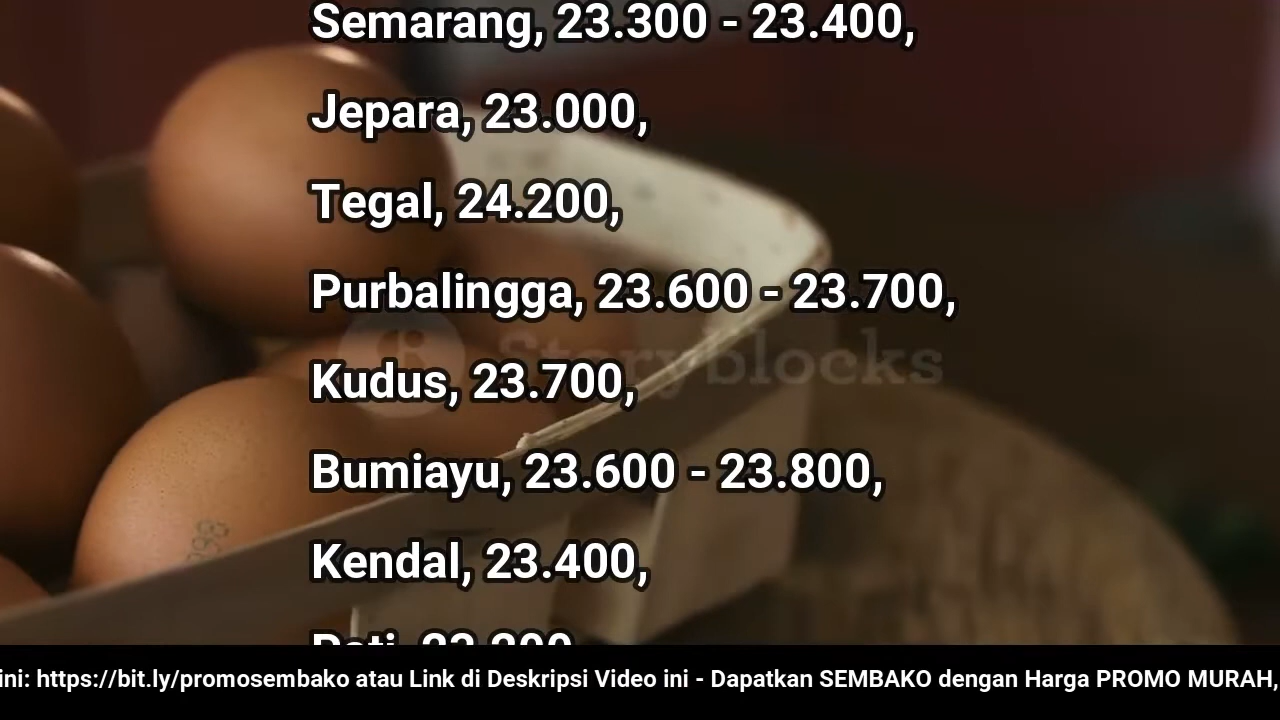 Semarang, 23.300 - 23.400,
Jepara, 23.000,
Tegal, 24.200,
Purbalingga, 23.600 - 23.700,
Storyblocks
Kudus, 23.700,
Bumiayu, 23.600 - 23.800,
Kendal, 23.400,
ini: https://bit.ly/promosembako atau Link di Deskripsi Video ini - Dapatkan SEMBAKO dengan Harga PROMO MURAH,